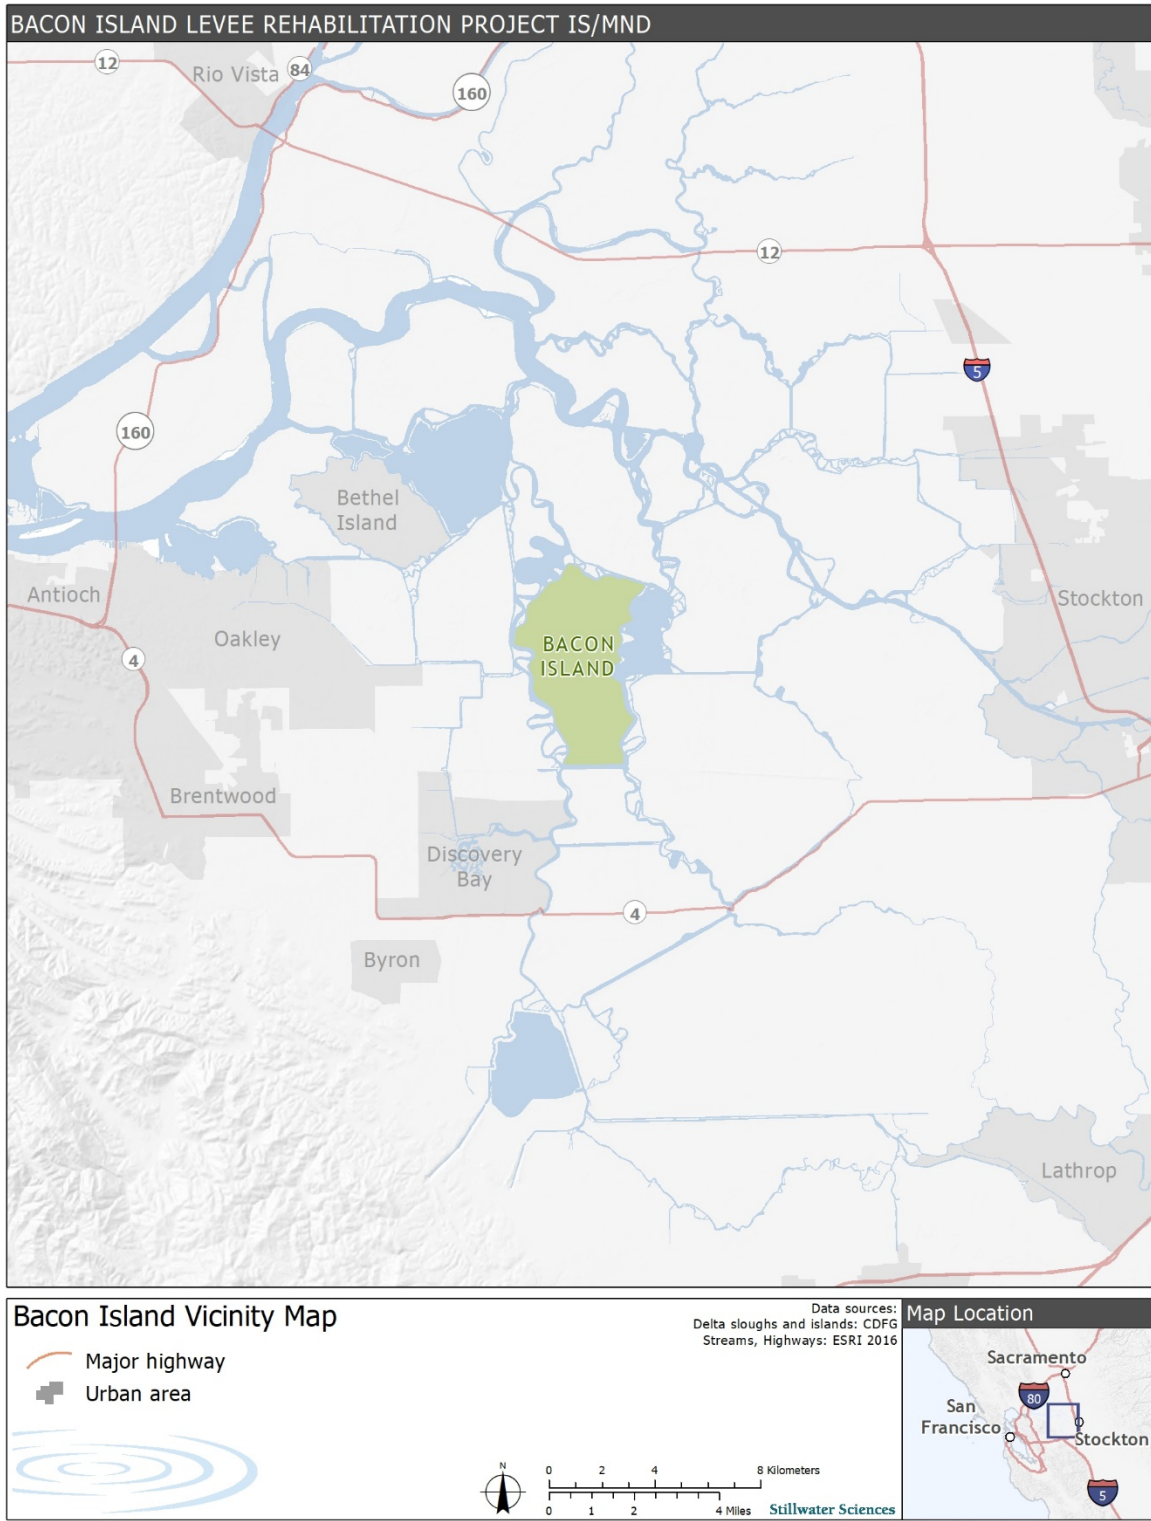 BACON ISLAND LEVEE REHABILITATION PROJECT IS/MND
12
Rio Vista
84
160
12
5
160
Bethel
Island
Antioch
Stockton
Oakley
BACON
ISLAND
4
Brentwood
Discovery
Bay
4
Byron
Lathrop
Bacon Island Vicinity Map
Major highway
Urban area
Data sources:
Delta sloughs and islands: CDFG
Streams, Highways: ESRI 2016
N
0 2 4 8 Kilometers
0 1 2 4 Miles
Stillwater Sciences
Map Location
Sacramento
80
San
Francisco
Stockton
5